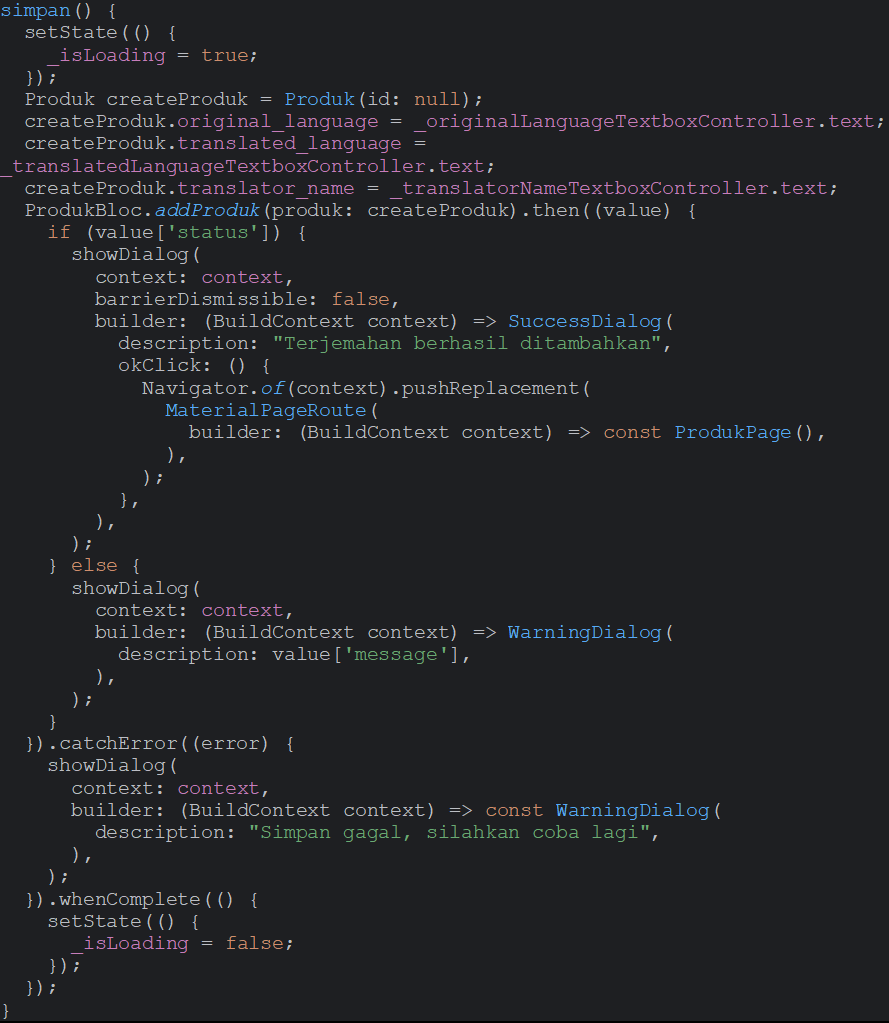 simpan() {
  setState(() {
    _isLoading = true;
  });
  Produk createProduk = Produk(id: null);
  createProduk.original_language = _originalLanguageTextboxController.text;
  createProduk.translated_language =
_translatedLanguageTextboxController.text;
  createProduk.translator_name = _translatorNameTextboxController.text;
  ProdukBloc.addProduk(produk: createProduk).then((value) {
    if (value['status']) {
      showDialog(
        context: context,
        barrierDismissible: false,
        builder: (BuildContext context) => SuccessDialog(
          description: "Terjemahan berhasil ditambahkan",
          okClick: () {
            Navigator.of(context).pushReplacement(
              MaterialPageRoute(
                builder: (BuildContext context) => const ProdukPage(),
              ),
            );
          },
        ),
      );
    } else {
      showDialog(
        context: context,
        builder: (BuildContext context) => WarningDialog(
          description: value['message'],
        ),
      );
    }
  }).catchError((error) {
    showDialog(
      context: context,
      builder: (BuildContext context) => const WarningDialog(
        description: "Simpan gagal, silahkan coba lagi",
      ),
    );
  }).whenComplete(() {
    setState(() {
      _isLoading = false;
    });
  });
}